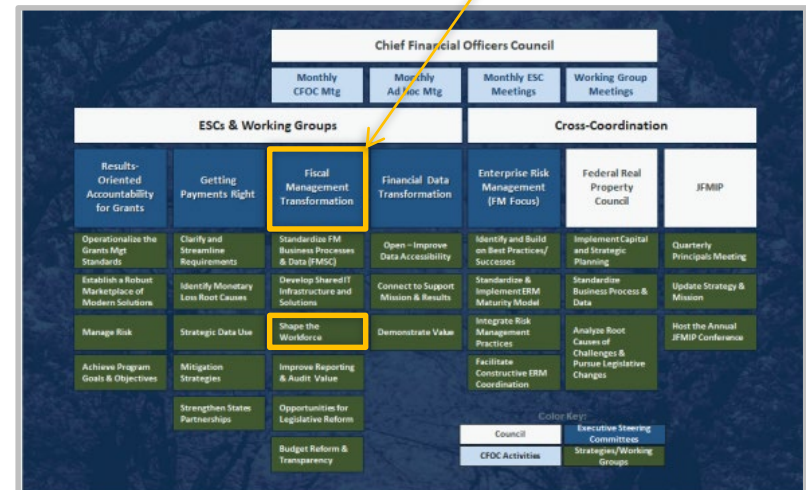 Chief Financial Officers Council
Monthly
CFOC Mtg
Monthly
Ad hoc Mtg
Monthly ESC
Meetings
Working Group
Meetings
ESCs & Working Groups
Cross-Coordination
Results-
Oriented
Accountability
for Grants
Getting
Payments Right
Fiscal
Management
Transformation
Financial Data
Transformation
Enterprise Risk
Management
(FM Focus)
Federal Real
Property
Council
JFMIP
Operationalize the
Grants Mgt
Standards
Establish a Robust
Marketplace of
Modern Solutions
Manage Risk
Achieve Program
Goals & Objectives
Clarify and
Streamline
Requirements
Identify Monetary
Loss Root Causes
Strategic Data Use
Mitigation
Strategies
Strengthen States
Partnerships
Standardize FM
Business Processes
& Data (FMSC)
Develop Shared IT
Infrastructure and
Solutions
Shape the
Workforce
Improve Reporting
& Audit Value
Opportunities for
Legislative Reform
Budget Reform &
Transparency
Open – Improve
Data Accessibility
Connect to Support
Mission & Results
Demonstrate Value
Identify and Build
on Best Practices/
Successes
Standardize &
Implement ERM
Maturity Model
Integrate Risk
Management
Practices
Facilitate
Constructive ERM
Coordination
Implement Capital
and Strategic
Planning
Standardize
Business Process &
Data
Analyze Root
Causes of
Challenges &
Pursue Legislative
Changes
Quarterly
Principals Meeting
Update Strategy &
Mission
Host the Annual
JFMIP Conference
Color Key:
Council
Executive Steering
Committees
CFOC Activities
Strategies/Working
Groups